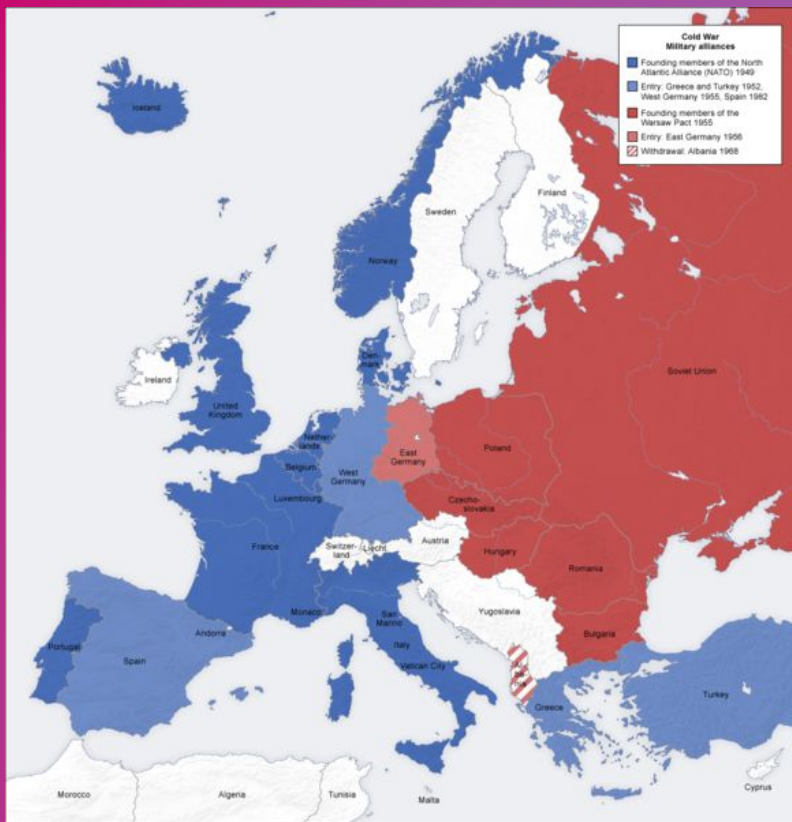 Cold War
Military alliances
Founding members of the North
Atlantic Alliance (NATO) 1949
Entry: Greece and Turkey 1952,
West Germany 1955, Spain 1982
Founding members of the
Warsaw Pact 1955
Entry: East Germany 1956
Withdrawal: Albania 1968
Iceland
Finland
Sweden
Norway
Den-
mark
Ireland
Soviet Union
United
Kingdom
Nether-
lands
Poland
East
Germany
Belgium
West
Germany
Luxembourg
Czecho-
slovakia
France
Switzer-
land
Liecht.
Austria
Hungary
Romania
Monaco
San
Marino
Yugoslavia
Andorra
Bulgaria
Portugal
Spain
Italy
Vatican City
Al-
ba-
nia
Greece
Turkey
Morocco
Algeria
Tunisia
Malta
Cyprus